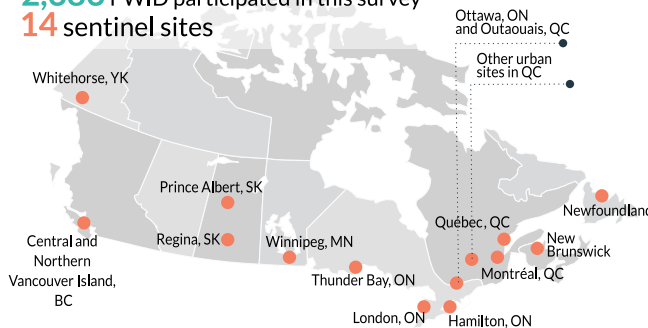 PWID participated in this survey
14 sentinel sites
Ottawa, ON
and Outaouais, QC
Other urban
sites in QC
Whitehorse, YK
Prince Albert, SK
Newfoundland
Québec, QC
Central and
Northern
Vancouver Island,
BC
Regina, SK
Winnipeg, MN
New
Brunswick
Thunder Bay, ON
Montréal, QC
London, ON
Hamilton, ON